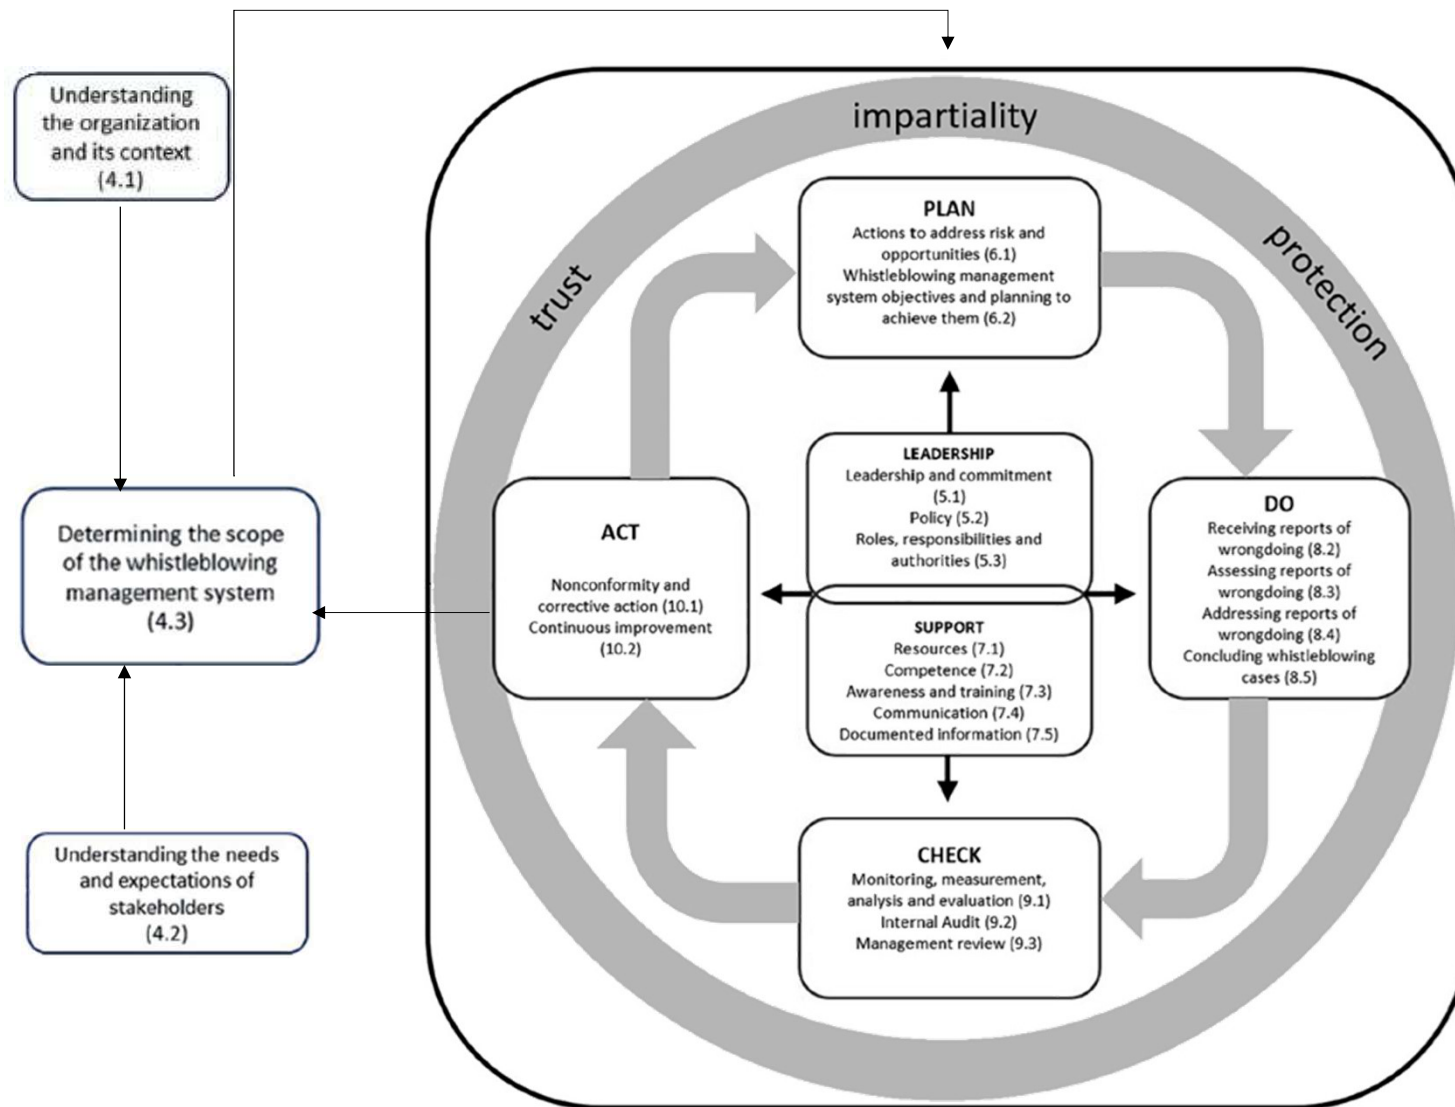 Understanding
the organization
and its context
(4.1)
Determining the scope
of the whistleblowing
management system
(4.3)
Understanding the needs
and expectations of
stakeholders
(4.2)
impartiality
trust
protection
PLAN
Actions to address risk and
opportunities (6.1)
Whistleblowing management
system objectives and planning to
achieve them (6.2)
LEADERSHIP
Leadership and commitment
(5.1)
Policy (5.2)
Roles, responsibilities and
authorities (5.3)
SUPPORT
Resources (7.1)
Competence (7.2)
Awareness and training (7.3)
Communication (7.4)
Documented information (7.5)
ACT
Nonconformity and
corrective action (10.1)
Continuous improvement
(10.2)
DO
Receiving reports of
wrongdoing (8.2)
Assessing reports of
wrongdoing (8.3)
Addressing reports of
wrongdoing (8.4)
Concluding whistleblowing
cases (8.5)
CHECK
Monitoring, measurement,
analysis and evaluation (9.1)
Internal Audit (9.2)
Management review (9.3)